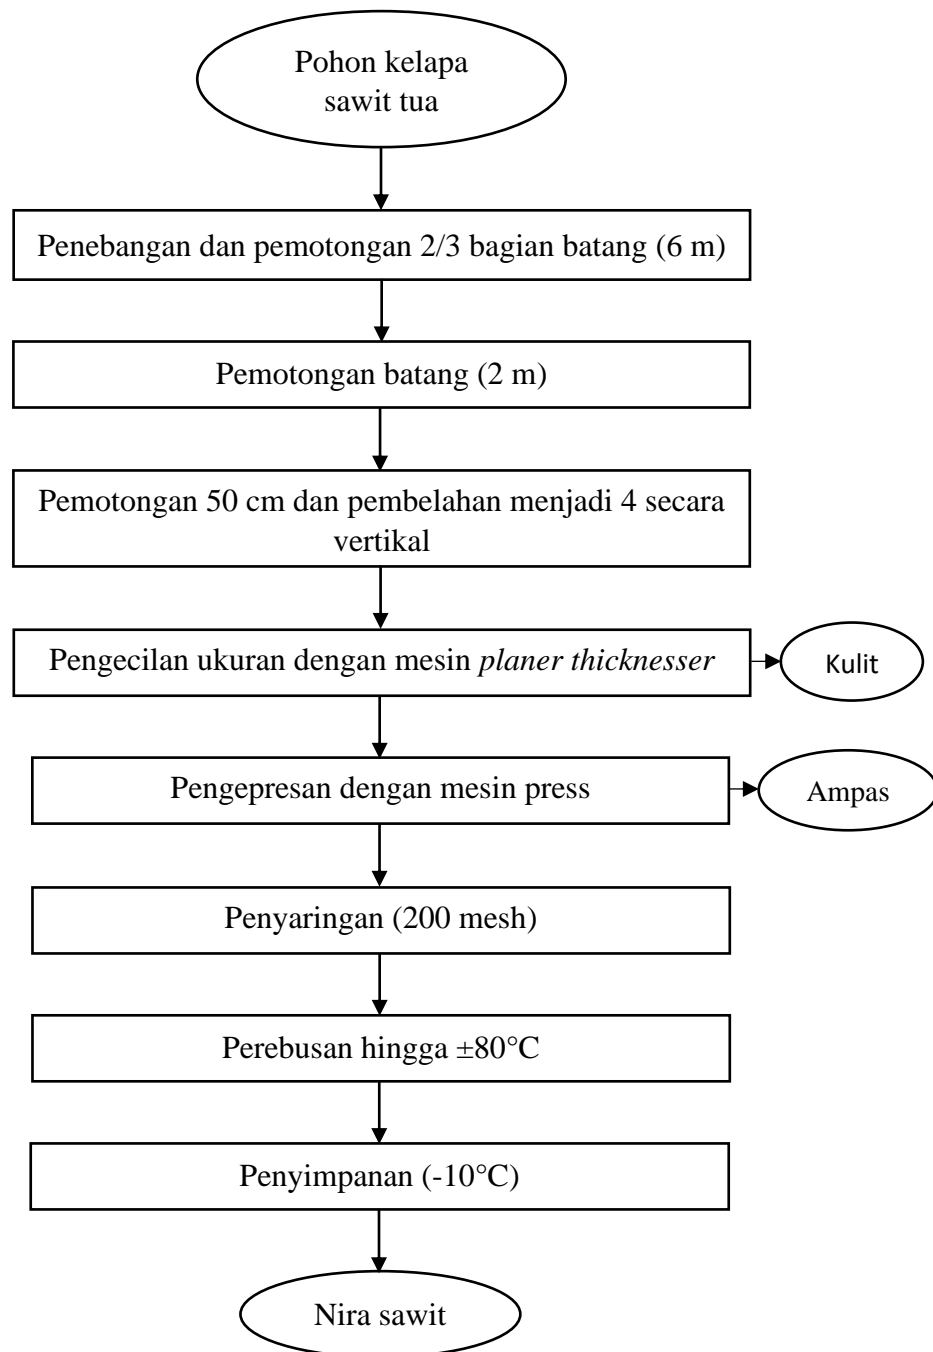 Pohon kelapa
sawit tua
Penebangan dan pemotongan 2/3 bagian batang (6 m)
Pemotongan batang (2 m)
Pemotongan 50 cm dan pembelahan menjadi 4 secara
vertikal
Pengecilan ukuran dengan mesin planer thicknesser
Kulit
Pengepresan dengan mesin press
Ampas
Penyaringan (200 mesh)
Perebusan hingga ±80°C
Penyimpanan (-10°C)
Nira sawit